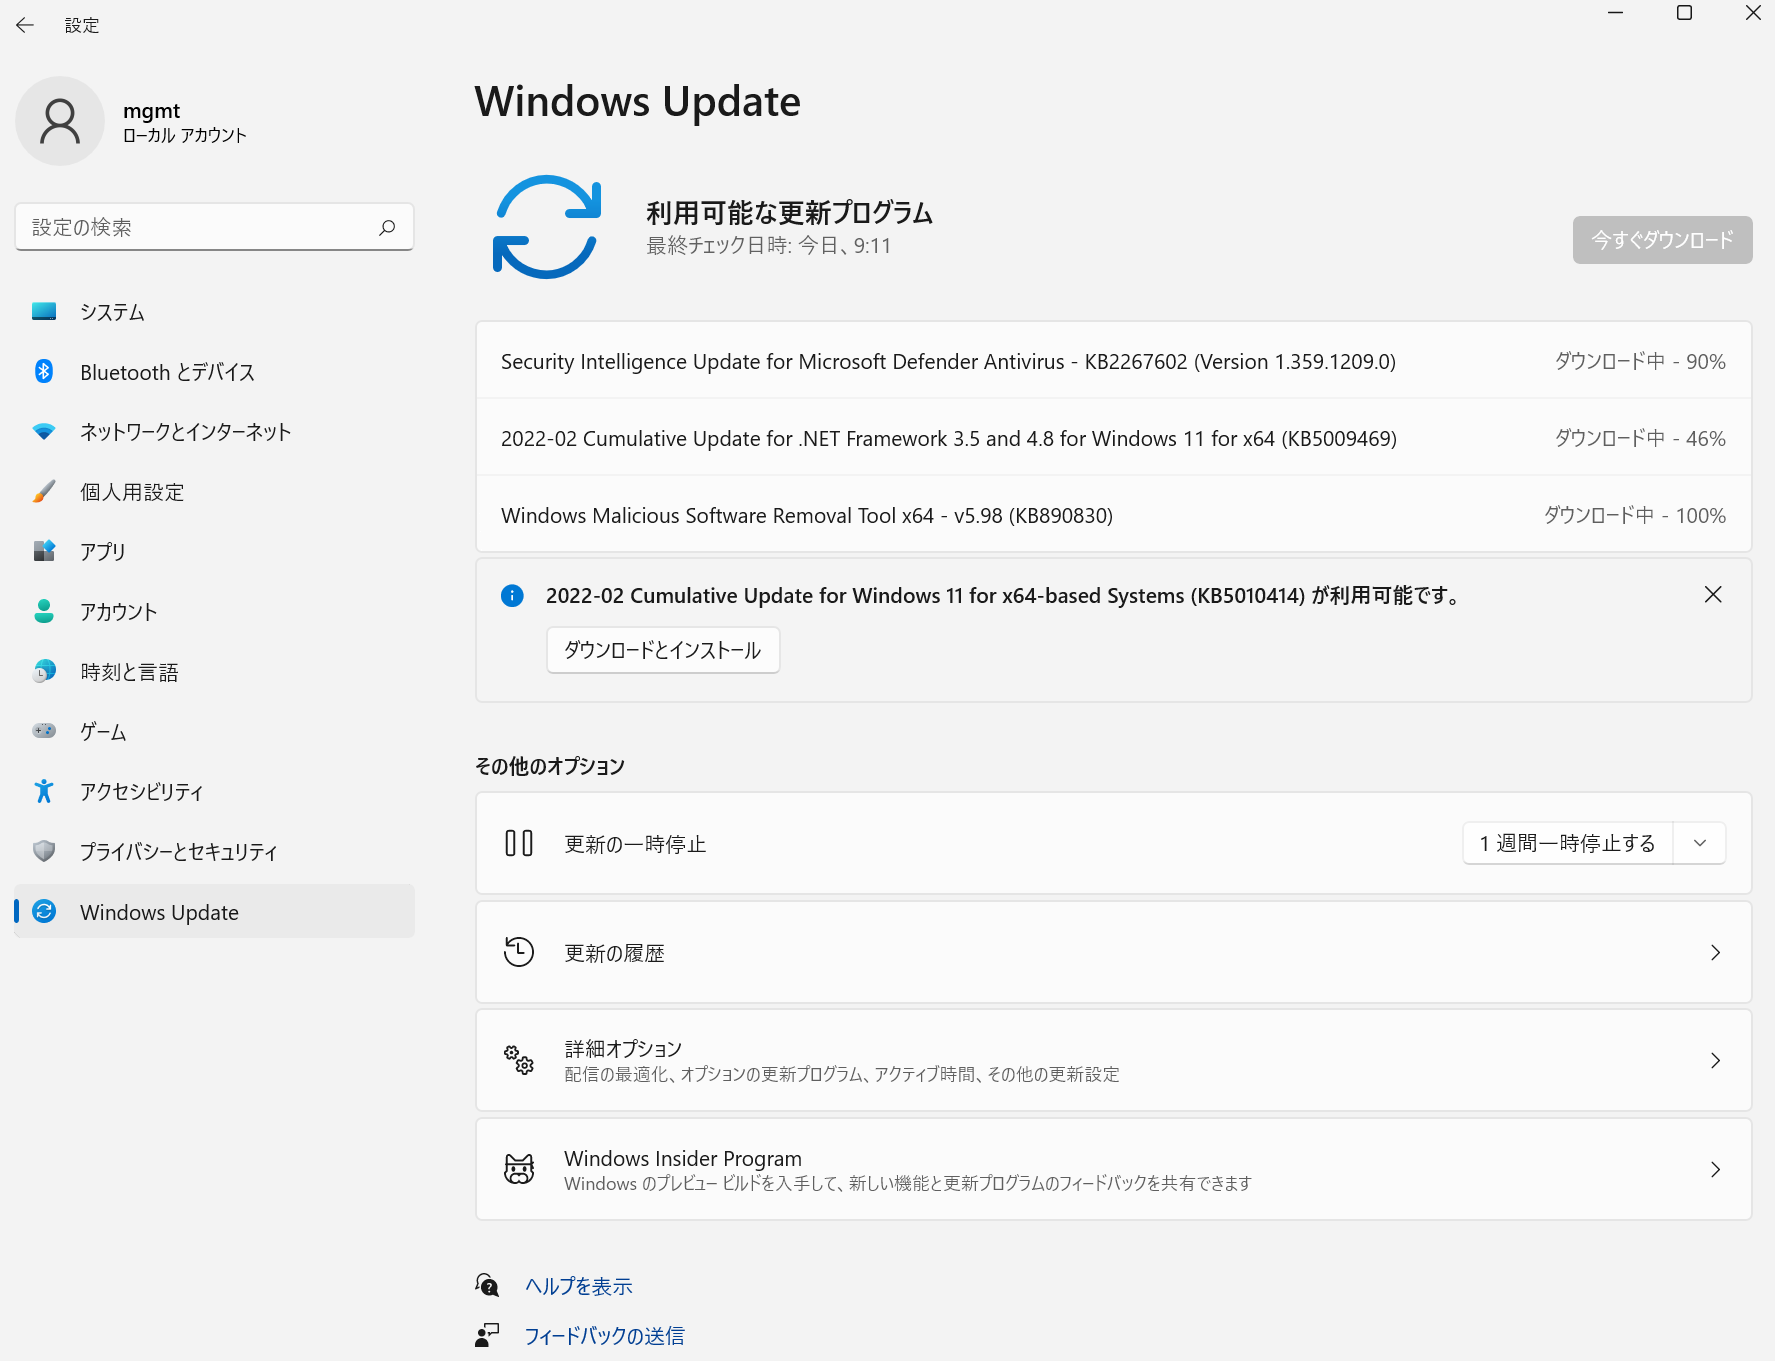 設定
mgmt
ローカル アカウント
設定の検索
システム
Bluetooth とデバイス
ネットワークとインターネット
個人用設定
アプリ
アカウント
時刻と言語
ゲーム
アクセシビリティ
プライバシーとセキュリティ
Windows Update
Windows Update
利用可能な更新プログラム
最終チェック日時: 今日、9:11
今すぐダウンロード
Security Intelligence Update for Microsoft Defender Antivirus - KB2267602 (Version 1.359.1209.0) ダウンロード中 - 90%
2022-02 Cumulative Update for .NET Framework 3.5 and 4.8 for Windows 11 for x64 (KB5009469) ダウンロード中 - 46%
Windows Malicious Software Removal Tool x64 - v5.98 (KB890830) ダウンロード中 - 100%
2022-02 Cumulative Update for Windows 11 for x64-based Systems (KB5010414) が利用可能です。
ダウンロードとインストール
その他のオプション
更新の一時停止 1 週間一時停止する
更新の履歴
詳細オプション
配信の最適化、オプションの更新プログラム、アクティブ時間、その他の更新設定
Windows Insider Program
Windows のプレビュー ビルドを入手して、新しい機能と更新プログラムのフィードバックを共有できます
ヘルプを表示
フィードバックの送信